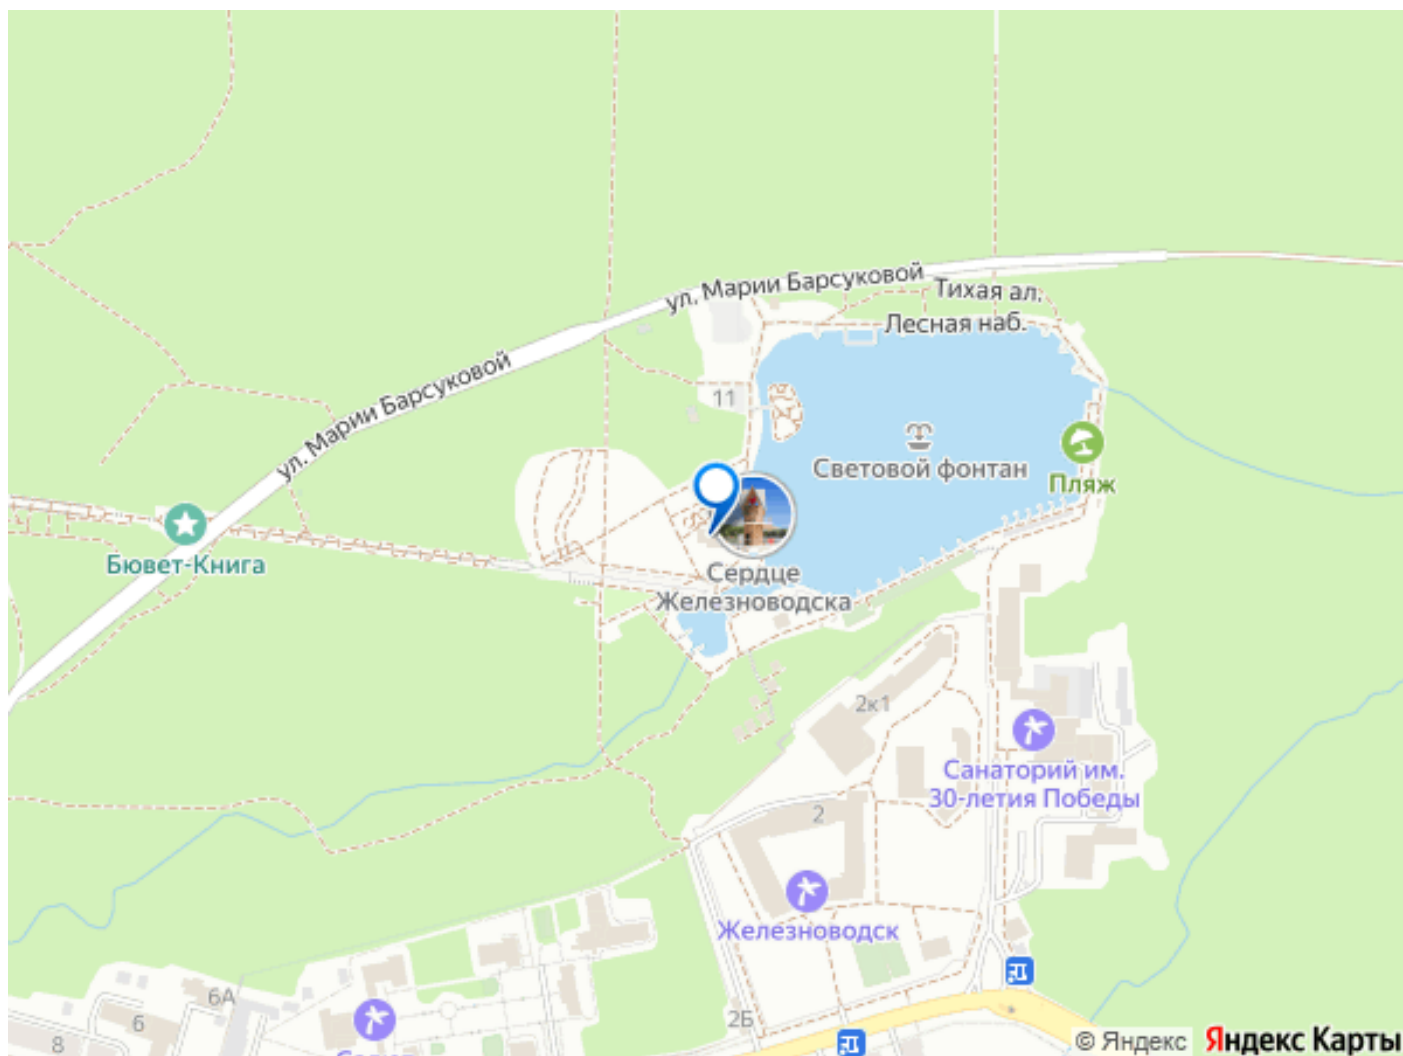 ул. Марии Барсуковой
Тихая ал.
Лесная наб.
ул. Марии Барсуковой
11
Световой фонтан
Пляж
Бювет-Книга
Сердце
Железноводска
2к1
Санаторий им.
30-летия Победы
2
Железноводск
6А
6
2Б
8
© Яндекс Яндекс Карты